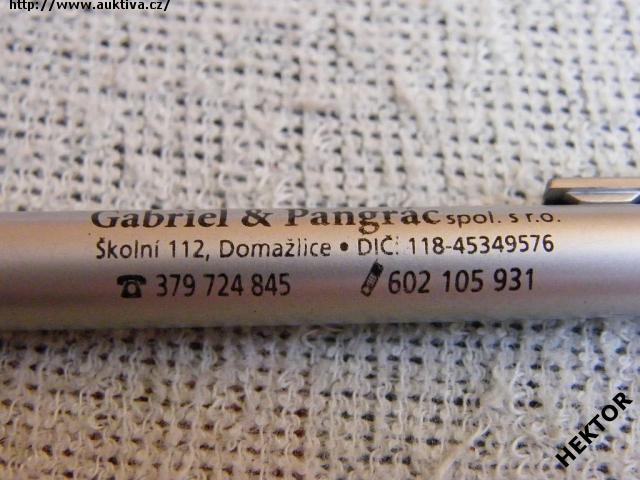 http://www.auktiva.cz/
Gabriel & Pangrác spol. s r.o.
Školní 112, Domažlice • DIČ: 118-45349576
☎ 379 724 845 📱 602 105 931
HEKTOR